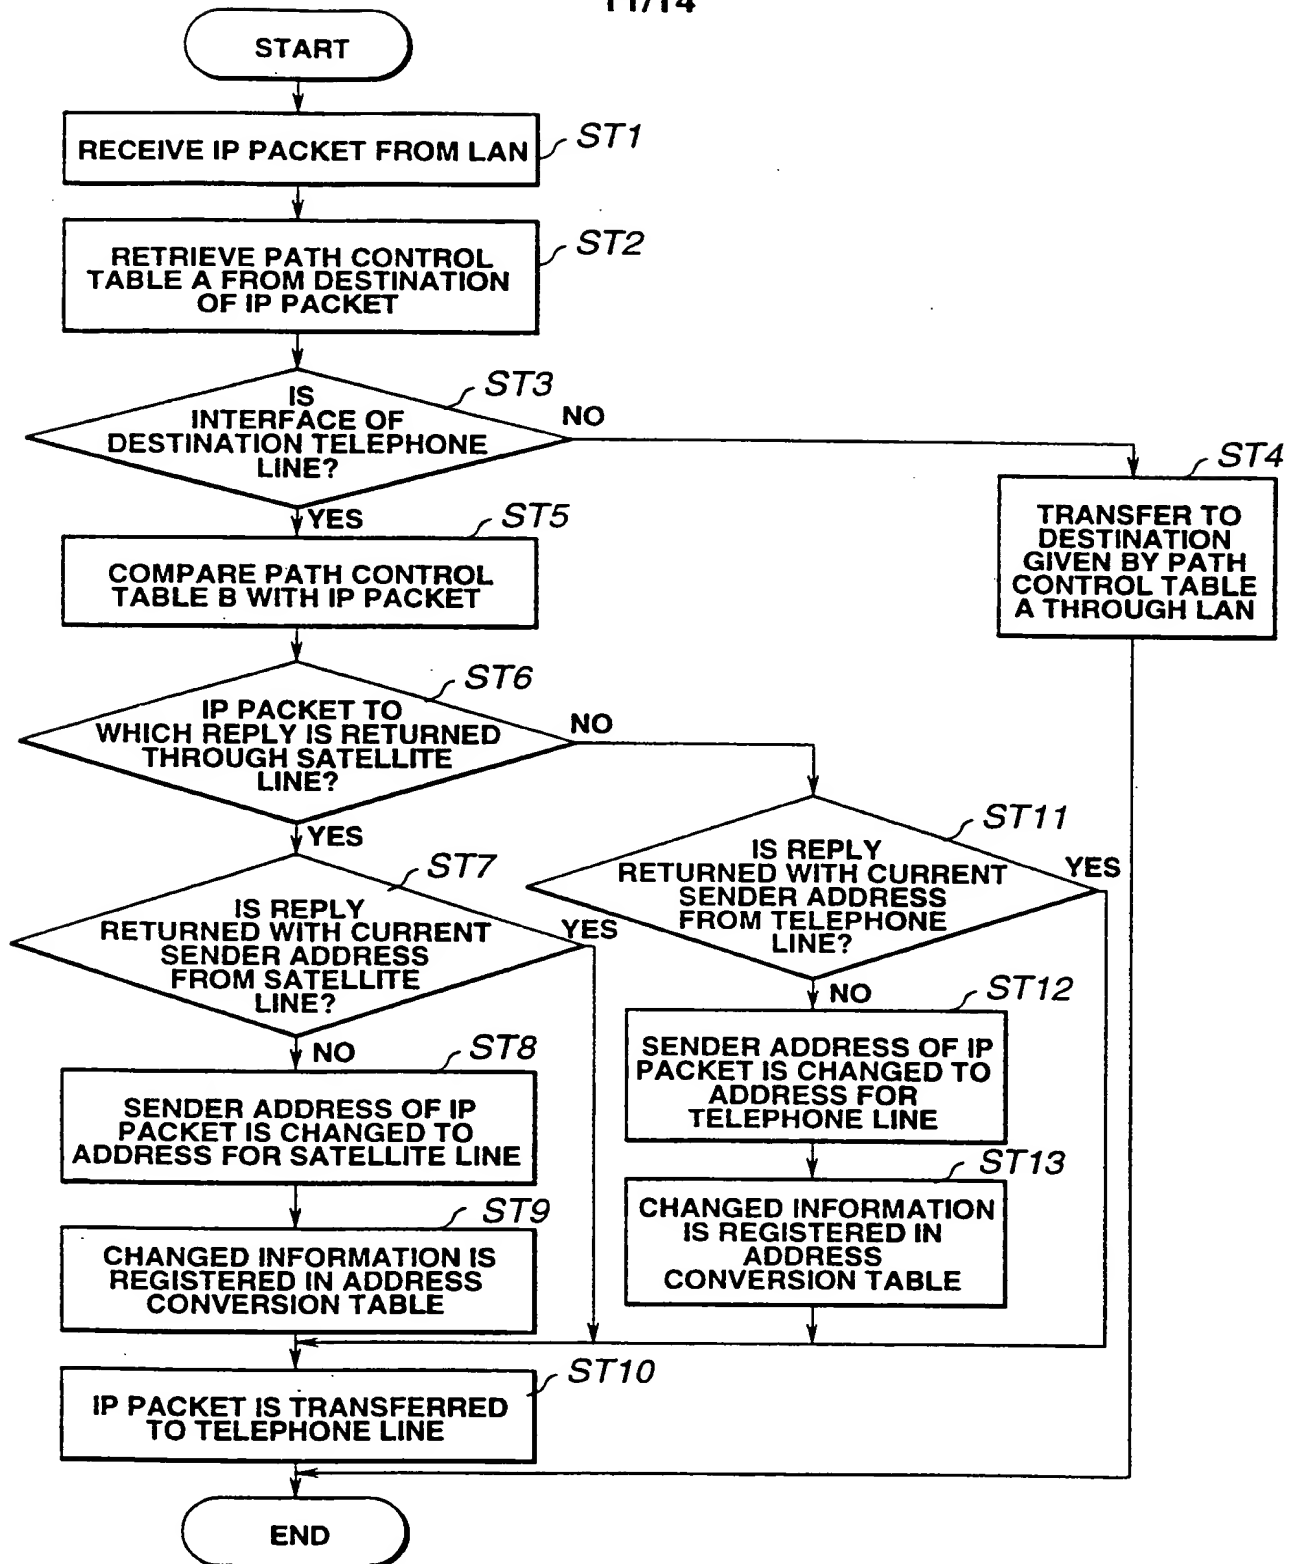 11/14
START
RECEIVE IP PACKET FROM LAN
ST1
RETRIEVE PATH CONTROL
TABLE A FROM DESTINATION
OF IP PACKET
ST2
IS
INTERFACE OF
DESTINATION TELEPHONE
LINE?
ST3
NO
ST4
TRANSFER TO
DESTINATION
GIVEN BY PATH
CONTROL TABLE
A THROUGH LAN
YES
ST5
COMPARE PATH CONTROL
TABLE B WITH IP PACKET
ST6
IP PACKET TO
WHICH REPLY IS RETURNED
THROUGH SATELLITE
LINE?
NO
YES
ST7
IS REPLY
RETURNED WITH CURRENT
SENDER ADDRESS
FROM SATELLITE
LINE?
YES
ST11
IS REPLY
RETURNED WITH CURRENT
SENDER ADDRESS
FROM TELEPHONE
LINE?
YES
NO
ST8
SENDER ADDRESS OF IP
PACKET IS CHANGED TO
ADDRESS FOR SATELLITE LINE
NO
ST12
SENDER ADDRESS OF IP
PACKET IS CHANGED TO
ADDRESS FOR
TELEPHONE LINE
ST9
CHANGED INFORMATION IS
REGISTERED IN ADDRESS
CONVERSION TABLE
ST13
CHANGED INFORMATION
IS REGISTERED IN
ADDRESS
CONVERSION TABLE
ST10
IP PACKET IS TRANSFERRED
TO TELEPHONE LINE
END